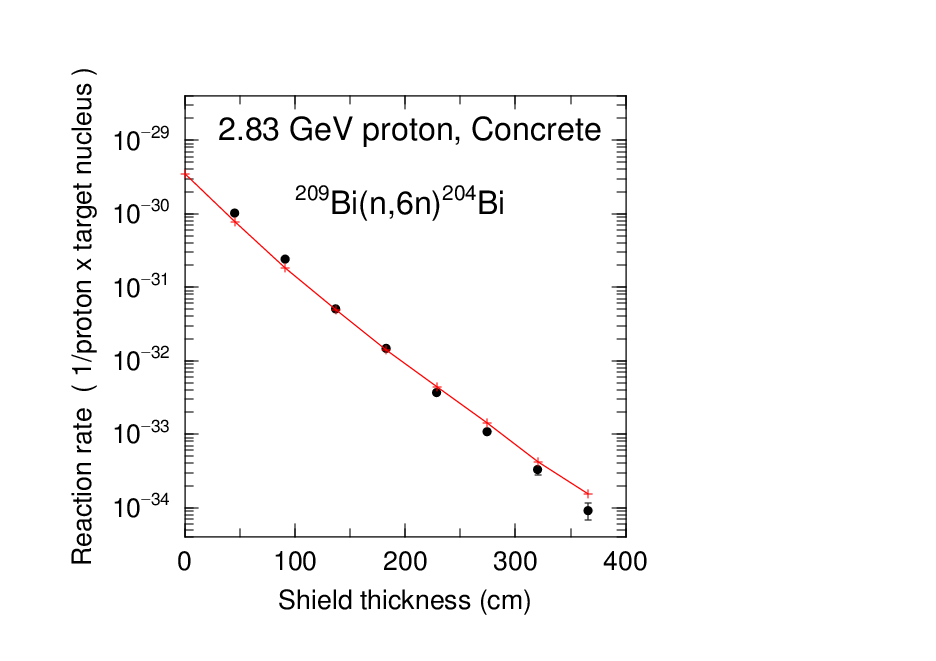 2.83 GeV proton, Concrete
²⁰⁹Bi(n,6n)²⁰⁴Bi
Reaction rate ( 1/proton x target nucleus )
10⁻²⁹
10⁻³⁰
10⁻³¹
10⁻³²
10⁻³³
10⁻³⁴
0 100 200 300 400
Shield thickness (cm)